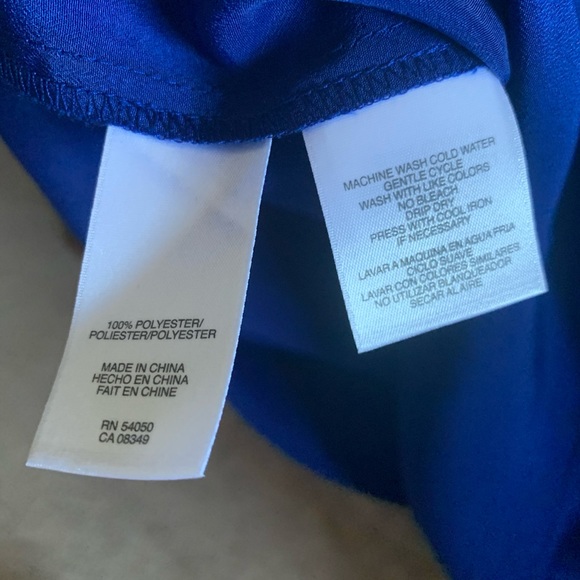 100% POLYESTER/
POLIESTER/POLYESTER
MADE IN CHINA
HECHO EN CHINA
FAIT EN CHINE
RN 54050
CA 08349
MACHINE WASH COLD WATER
GENTLE CYCLE
WASH WITH LIKE COLORS
NO BLEACH
DRIP DRY
PRESS WITH COOL IRON
IF NECESSARY
LAVAR A MAQUINA EN AGUA FRIA
CICLO SUAVE
LAVAR CON COLORES SIMILARES
NO UTILIZAR BLANQUEADOR
SECAR AL AIRE